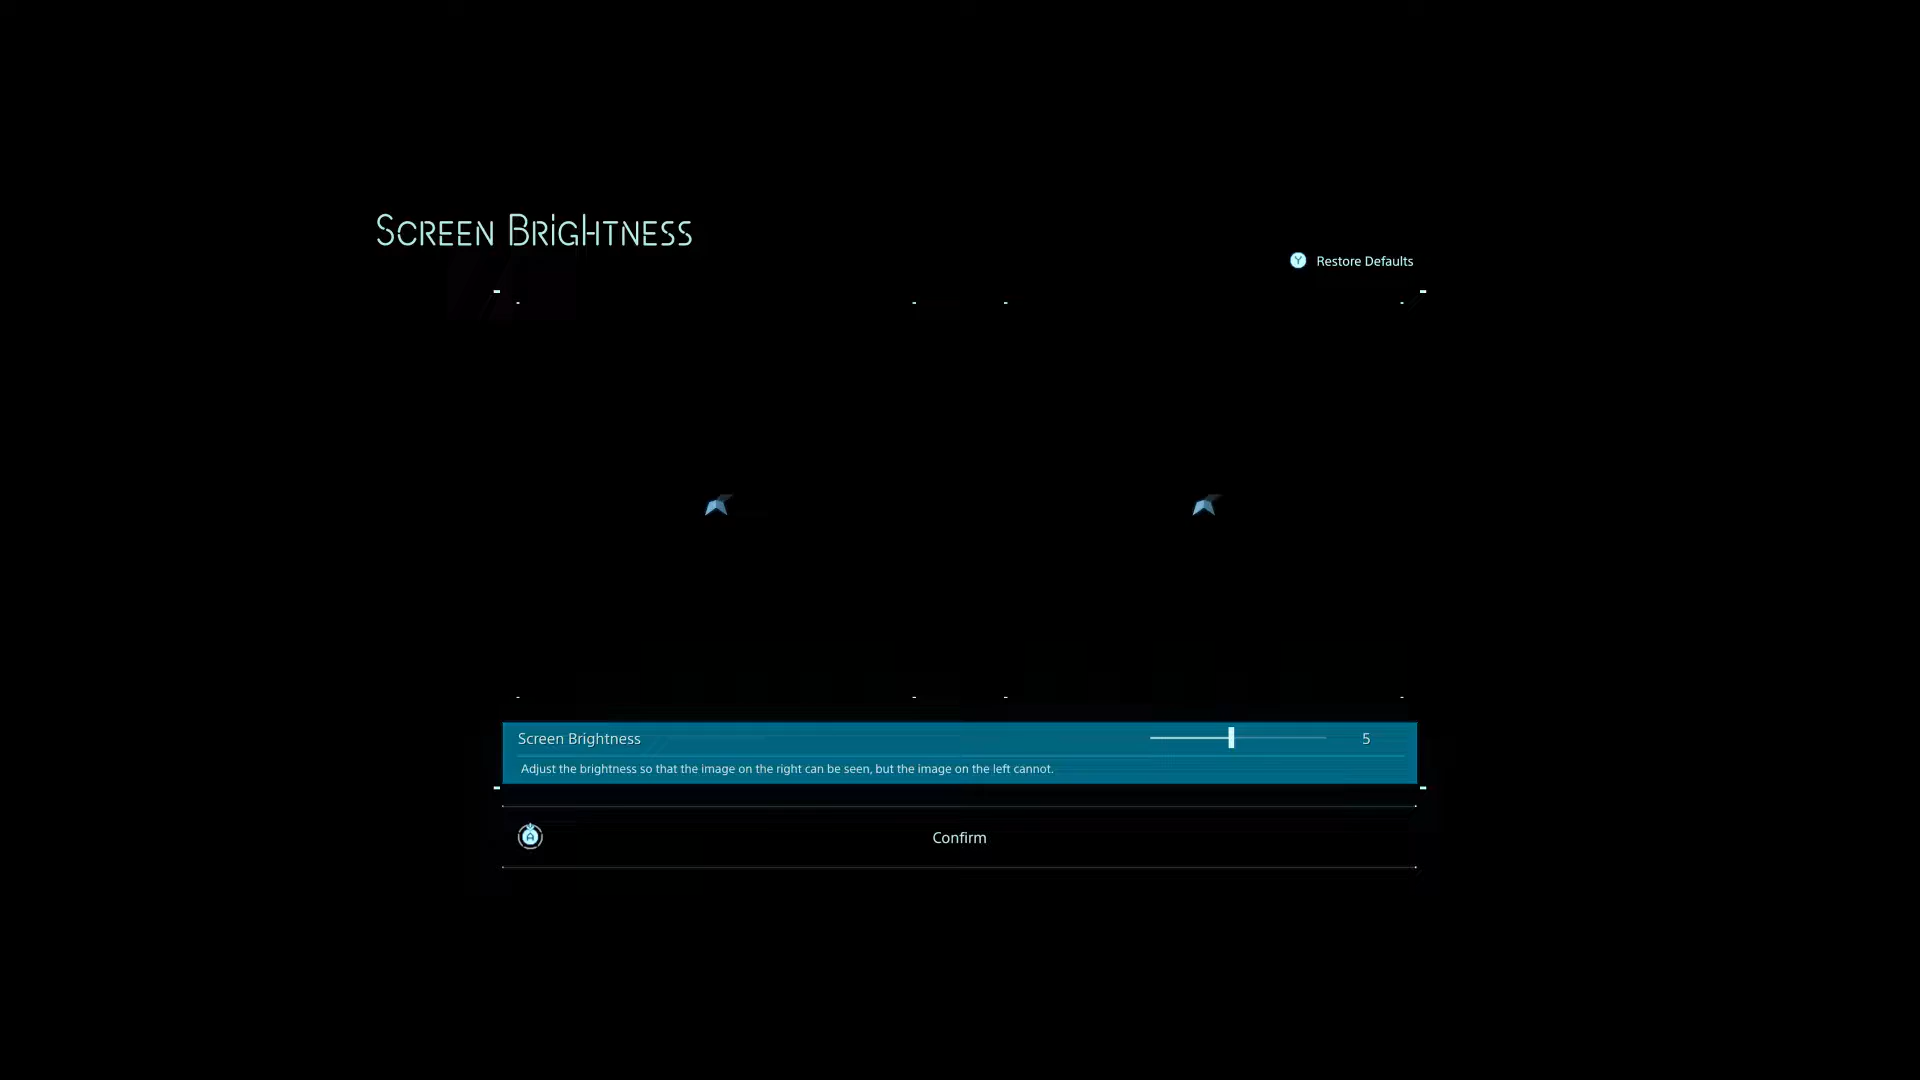 Screen Brightness
Y Restore Defaults
Screen Brightness 5
Adjust the brightness so that the image on the right can be seen, but the image on the left cannot.
A Confirm